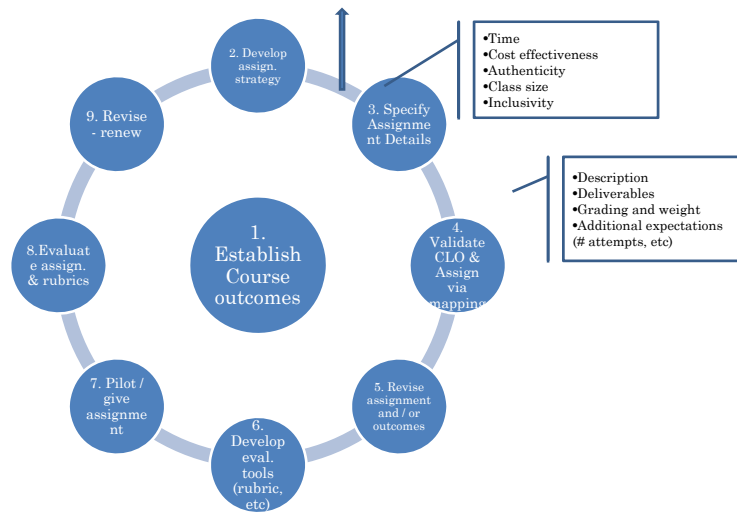 1.
Establish
Course
outcomes
2. Develop
assign.
strategy
3. Specify
Assignme
nt Details
4.
Validate
CLO &
Assign
via
mapping
5. Revise
assignment
and / or
outcomes
6.
Develop
eval.
tools
(rubric,
etc)
7. Pilot /
give
assignme
nt
8.Evaluat
e assign.
& rubrics
9. Revise
- renew
•Time
•Cost effectiveness
•Authenticity
•Class size
•Inclusivity
•Description
•Deliverables
•Grading and weight
•Additional expectations
(# attempts, etc)